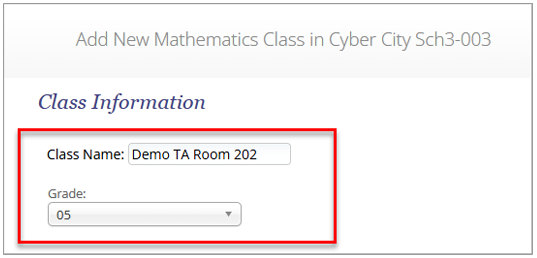 Add New Mathematics Class in Cyber City Sch3-003
Class Information
Class Name: Demo TA Room 202
Grade:
05